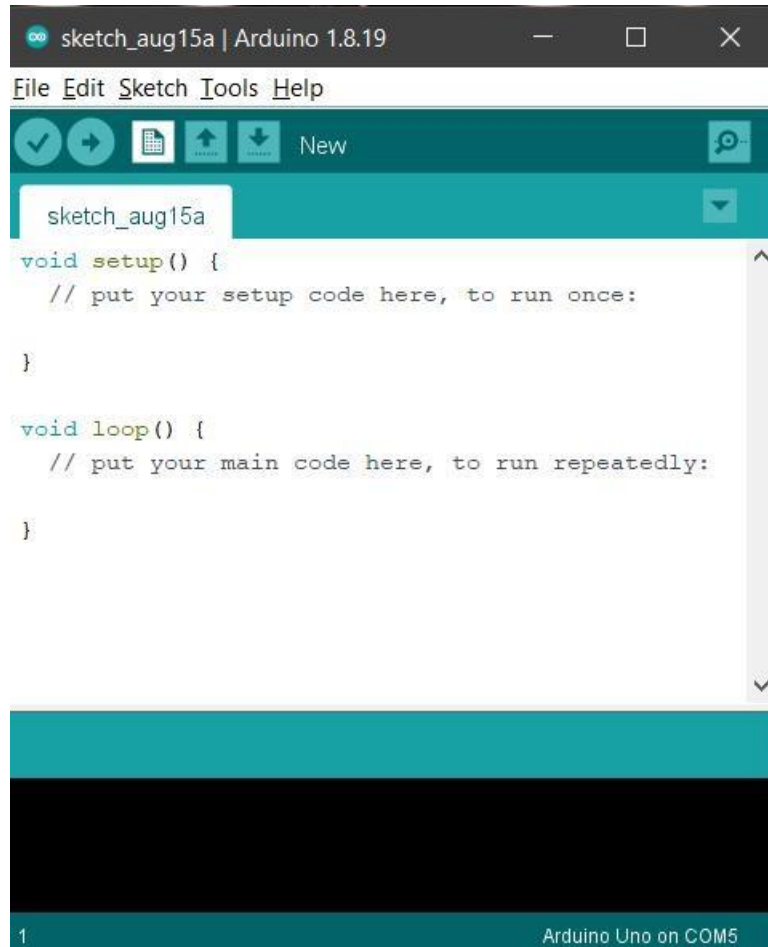 sketch_aug15a | Arduino 1.8.19
File Edit Sketch Tools Help
New
sketch_aug15a
void setup() {
  // put your setup code here, to run once:
}
void loop() {
  // put your main code here, to run repeatedly:
}
1 Arduino Uno on COM5